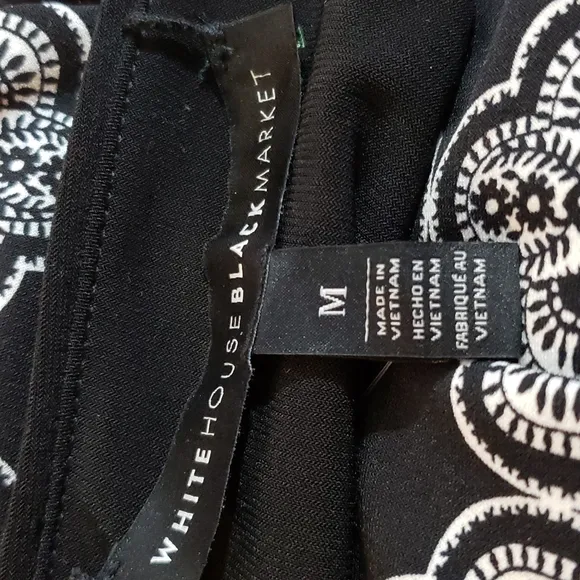 WHITEHOUSEBLACKMARKET
M
MADE IN
VIETNAM
HECHO EN
VIETNAM
FABRIQUÉ AU
VIETNAM